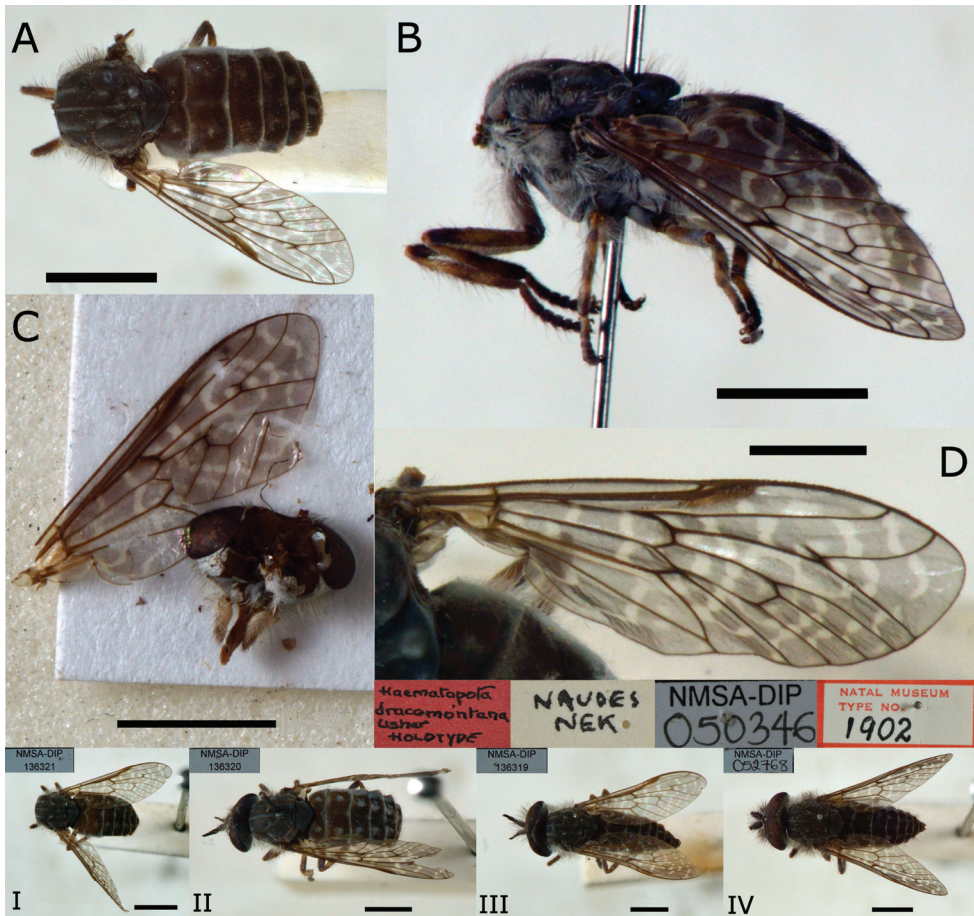 A
B
C
D
Haematopota
dracomontana
Usher
HOLOTYPE
NAUDES
NEK
NMSA-DIP
050346
NATAL MUSEUM
TYPE NO.
1902
NMSA-DIP
136321
NMSA-DIP
136320
NMSA-DIP
136319
NMSA-DIP
052768
I
II
III
IV